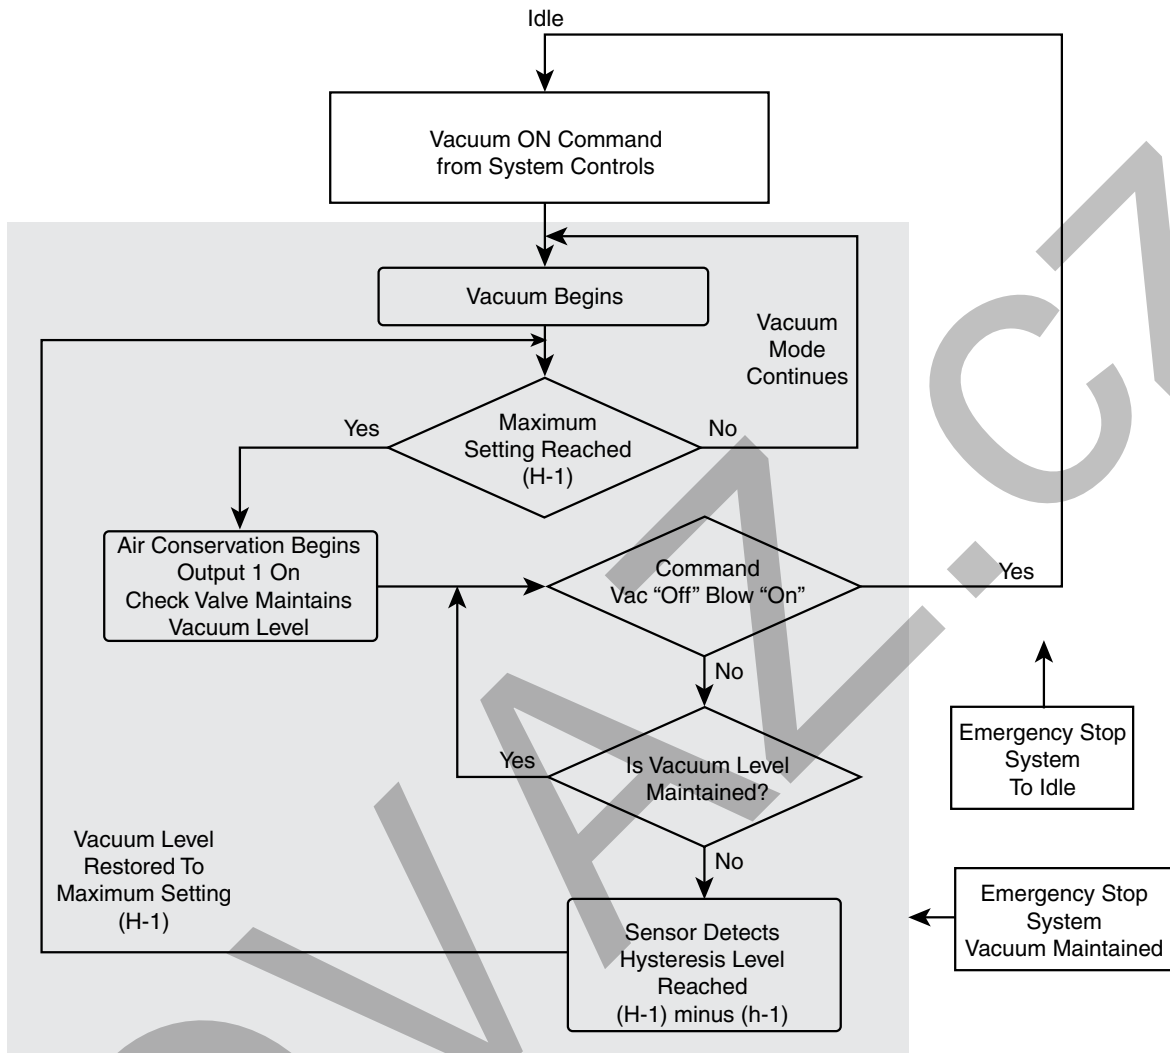 Idle
Vacuum ON Command
from System Controls
Vacuum Begins
Vacuum
Mode
Continues
Yes
Maximum
Setting Reached
(H-1)
No
Air Conservation Begins
Output 1 On
Check Valve Maintains
Vacuum Level
Command
Vac “Off” Blow “On”
Yes
No
Yes
Is Vacuum Level
Maintained?
Emergency Stop
System
To Idle
No
Vacuum Level
Restored To
Maximum Setting
(H-1)
Sensor Detects
Hysteresis Level
Reached
(H-1) minus (h-1)
Emergency Stop
System
Vacuum Maintained
OVAZ.CZ